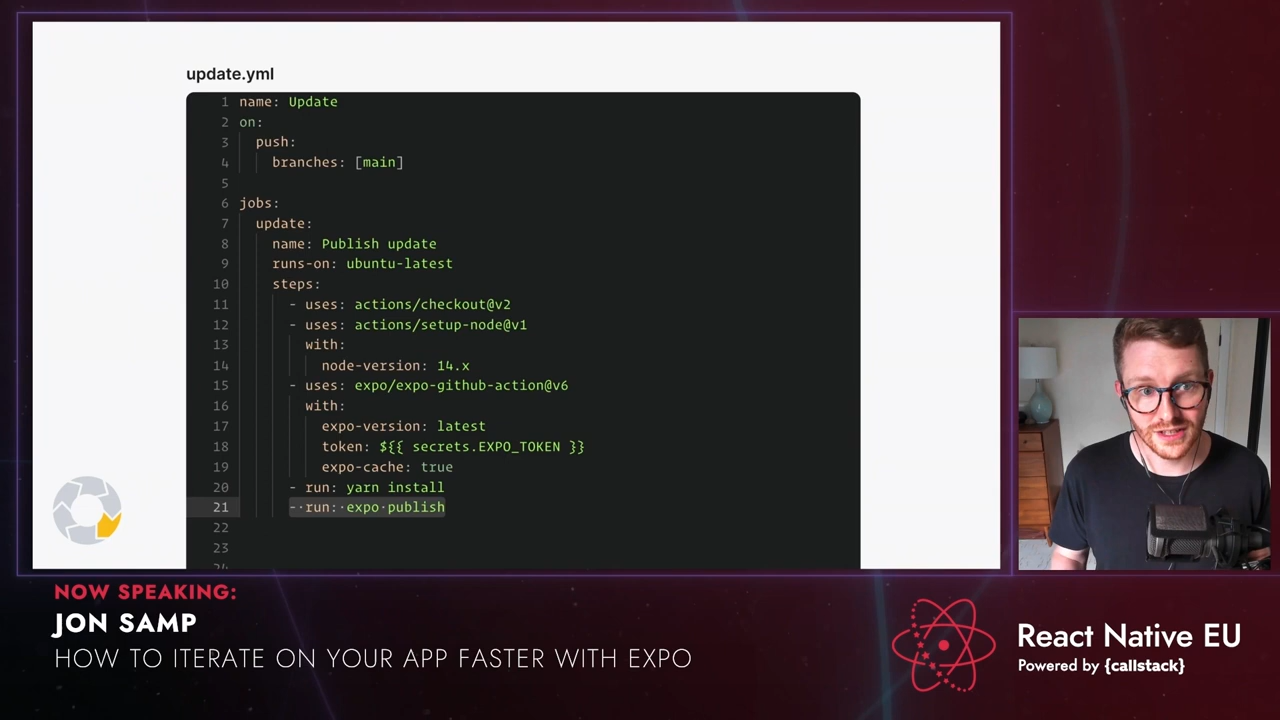 update.yml
1 name: Update
2 on:
3 push:
4 branches: [main]
5
6 jobs:
7 update:
8 name: Publish update
9 runs-on: ubuntu-latest
10 steps:
11 - uses: actions/checkout@v2
12 - uses: actions/setup-node@v1
13 with:
14 node-version: 14.x
15 - uses: expo/expo-github-action@v6
16 with:
17 expo-version: latest
18 token: ${{ secrets.EXPO_TOKEN }}
19 expo-cache: true
20 - run: yarn install
21 -·run:·expo·publish
22
23
24
NOW SPEAKING:
JON SAMP
HOW TO ITERATE ON YOUR APP FASTER WITH EXPO
React Native EU
Powered by {callstack}